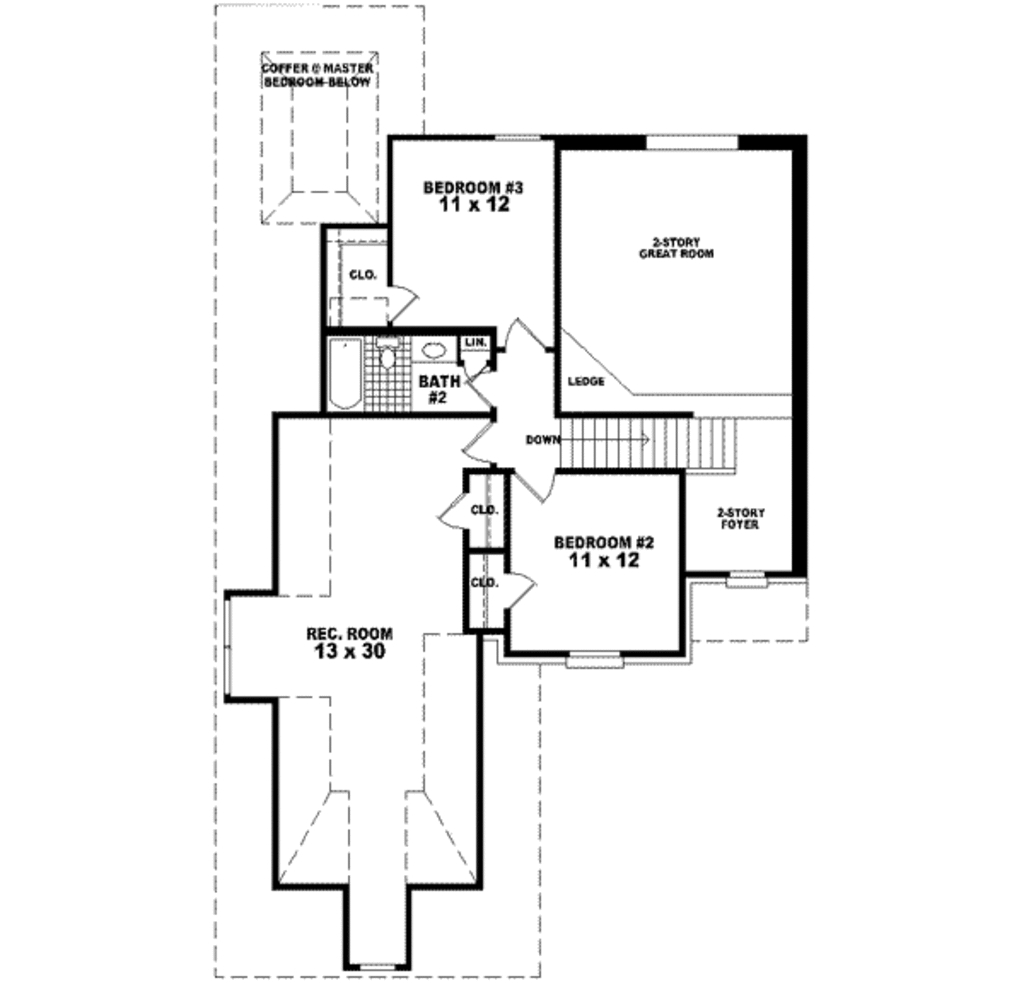 COFFER @ MASTER
BEDROOM BELOW
BEDROOM #3
11 x 12
2-STORY
GREAT ROOM
CLO.
LIN.
BATH
#2
LEDGE
DOWN
CLO.
2-STORY
FOYER
BEDROOM #2
11 x 12
CLO.
REC. ROOM
13 x 30